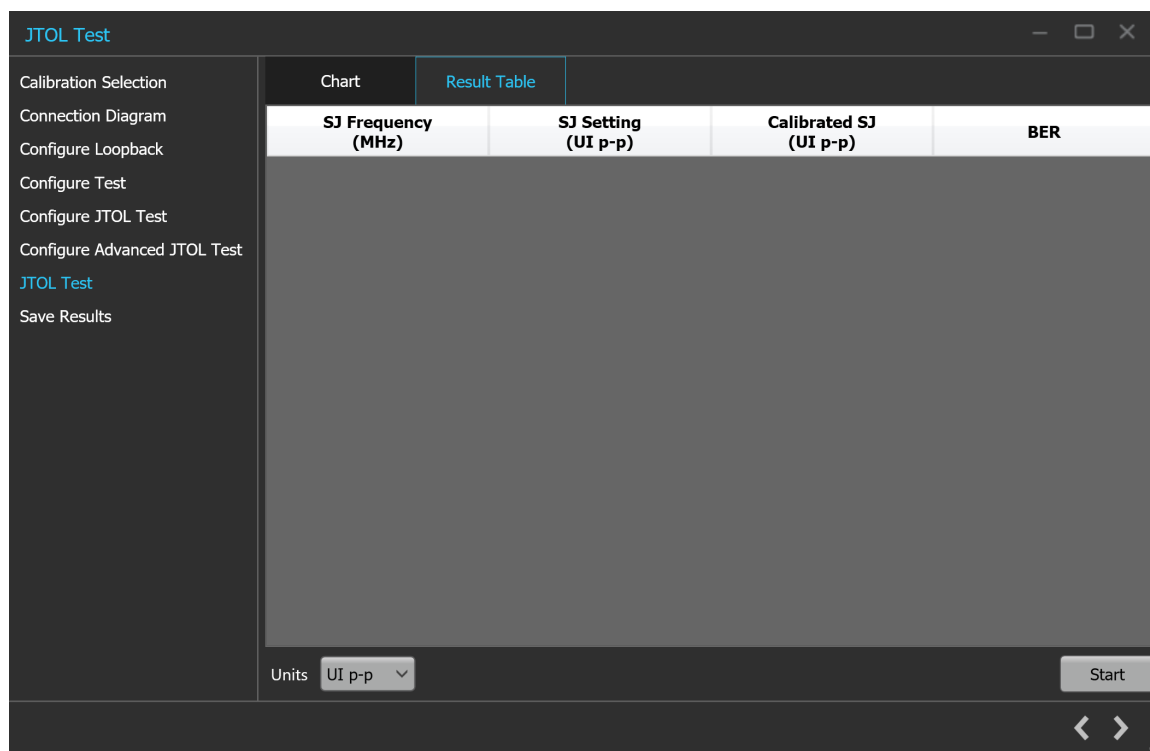 JTOL Test
Calibration Selection
Connection Diagram
Configure Loopback
Configure Test
Configure JTOL Test
Configure Advanced JTOL Test
JTOL Test
Save Results
Chart
Result Table
SJ Frequency
(MHz)
SJ Setting
(UI p-p)
Calibrated SJ
(UI p-p)
BER
Units
UI p-p
Start